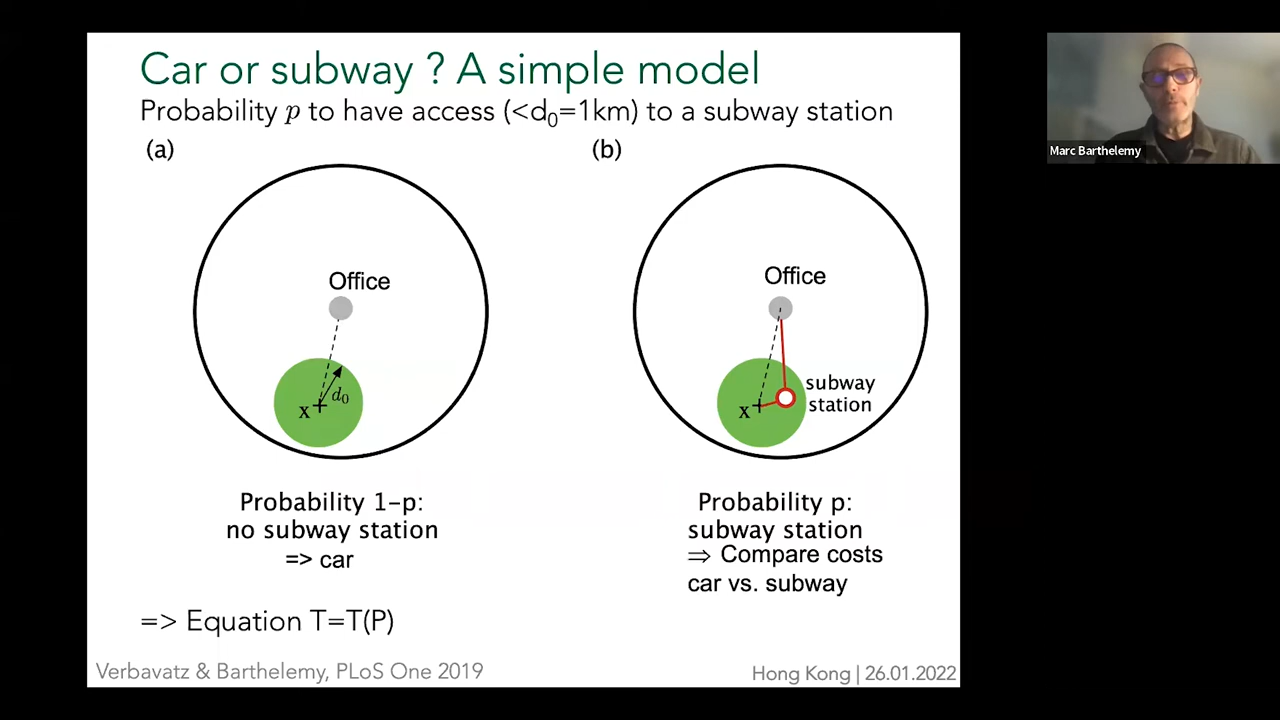 Car or subway ? A simple model
Probability p to have access (<d₀=1km) to a subway station
(a)
(b)
Office
d₀
x
Office
subway
station
x
Probability 1-p:
no subway station
=> car
Probability p:
subway station
⇒ Compare costs
car vs. subway
=> Equation T=T(P)
Verbavatz & Barthelemy, PLoS One 2019
Hong Kong | 26.01.2022
Marc Barthelemy